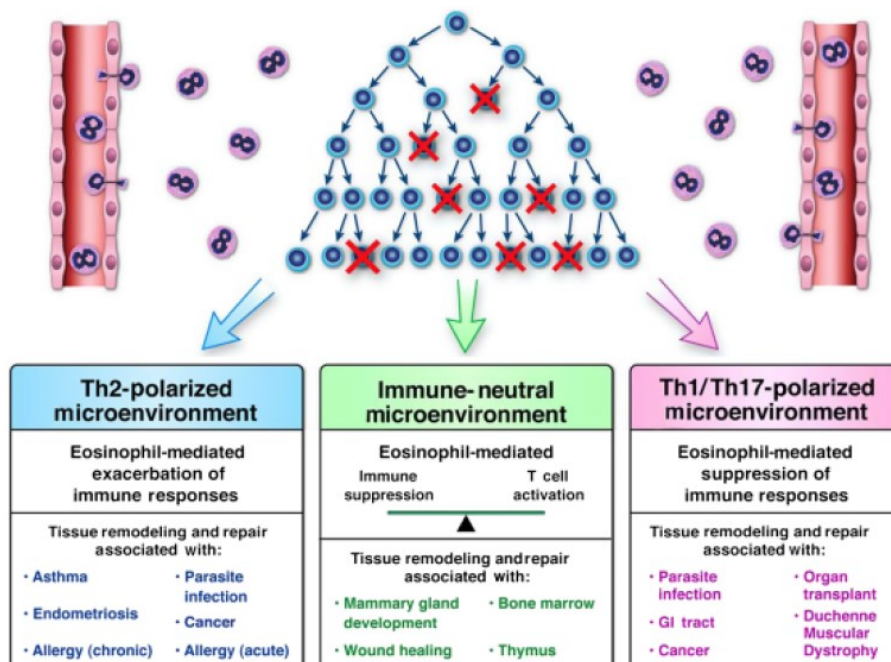 Th2-polarized
microenvironment
Eosinophil-mediated
exacerbation of
immune responses
Tissue remodeling and repair
associated with:
· Asthma
· Endometriosis
· Allergy (chronic)
· Parasite
infection
· Cancer
· Allergy (acute)
Immune-neutral
microenvironment
Eosinophil-mediated
Immune
suppression
T cell
activation
Tissue remodeling and repair
associated with:
· Mammary gland
development
· Wound healing
· Bone marrow
· Thymus
Th1/Th17-polarized
microenvironment
Eosinophil-mediated
suppression of
immune responses
Tissue remodeling and repair
associated with:
· Parasite
infection
· GI tract
· Cancer
· Organ
transplant
· Duchenne
Muscular
Dystrophy